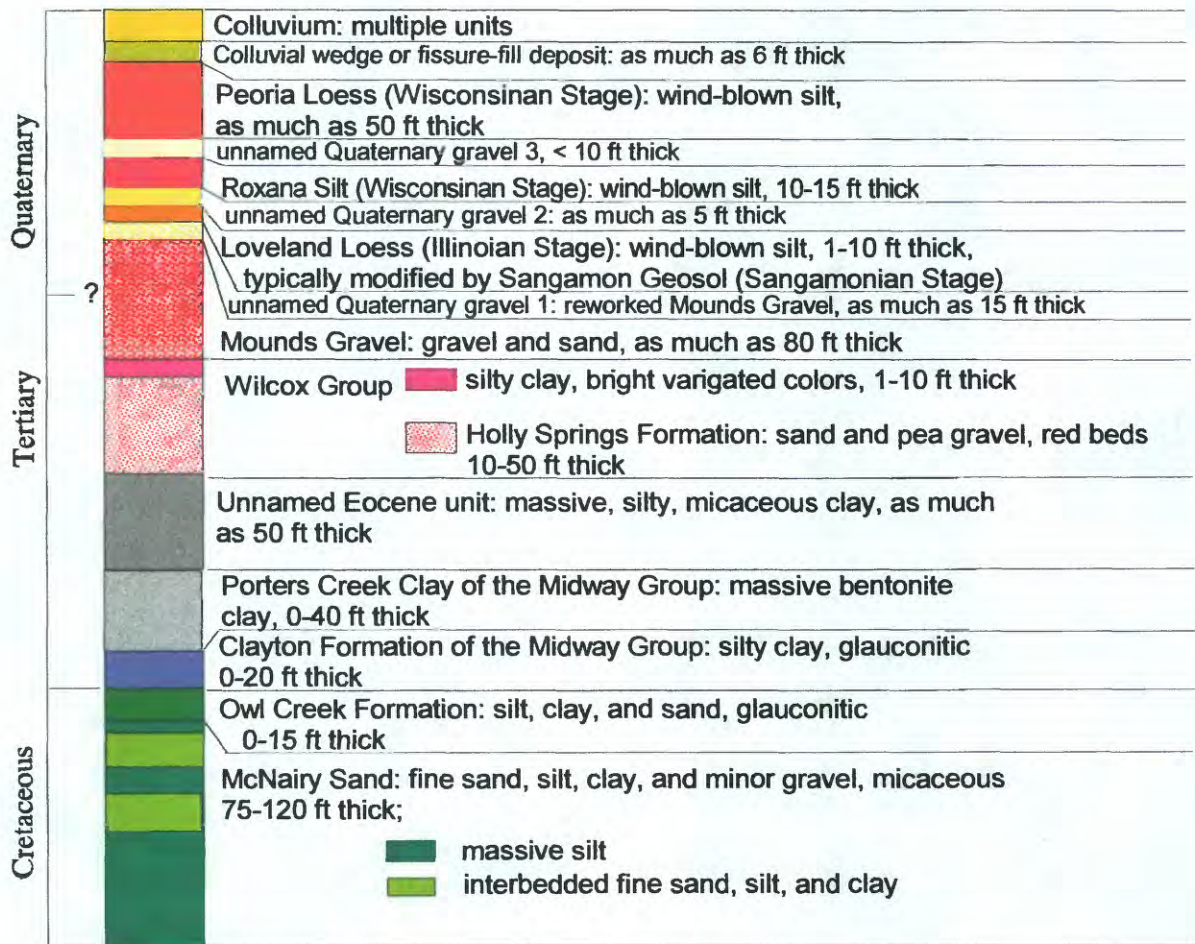 Colluvium: multiple units
Colluvial wedge or fissure-fill deposit: as much as 6 ft thick
Peoria Loess (Wisconsinan Stage): wind-blown silt,
as much as 50 ft thick
unnamed Quaternary gravel 3, < 10 ft thick
Roxana Silt (Wisconsinan Stage): wind-blown silt, 10-15 ft thick
unnamed Quaternary gravel 2: as much as 5 ft thick
Loveland Loess (Illinoian Stage): wind-blown silt, 1-10 ft thick,
typically modified by Sangamon Geosol (Sangamonian Stage)
unnamed Quaternary gravel 1: reworked Mounds Gravel, as much as 15 ft thick
Mounds Gravel: gravel and sand, as much as 80 ft thick
Wilcox Group
silty clay, bright varigated colors, 1-10 ft thick
Holly Springs Formation: sand and pea gravel, red beds
10-50 ft thick
Unnamed Eocene unit: massive, silty, micaceous clay, as much
as 50 ft thick
Porters Creek Clay of the Midway Group: massive bentonite
clay, 0-40 ft thick
Clayton Formation of the Midway Group: silty clay, glauconitic
0-20 ft thick
Owl Creek Formation: silt, clay, and sand, glauconitic
0-15 ft thick
McNairy Sand: fine sand, silt, clay, and minor gravel, micaceous
75-120 ft thick;
massive silt
interbedded fine sand, silt, and clay
Quaternary
?
Tertiary
Cretaceous